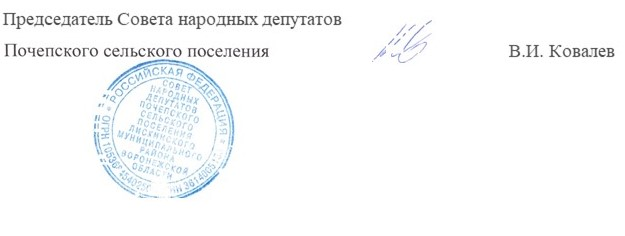 Председатель Совета народных депутатов
Почепского сельского поселения
В.И. Ковалев
РОССИЙСКАЯ ФЕДЕРАЦИЯ
СОВЕТ
НАРОДНЫХ
ДЕПУТАТОВ
ПОЧЕПСКОГО
СЕЛЬСКОГО
ПОСЕЛЕНИЯ
ЛИСКИНСКОГО
МУНИЦИПАЛЬНОГО
РАЙОНА
ВОРОНЕЖСКОЙ
ОБЛАСТИ
ОГРН